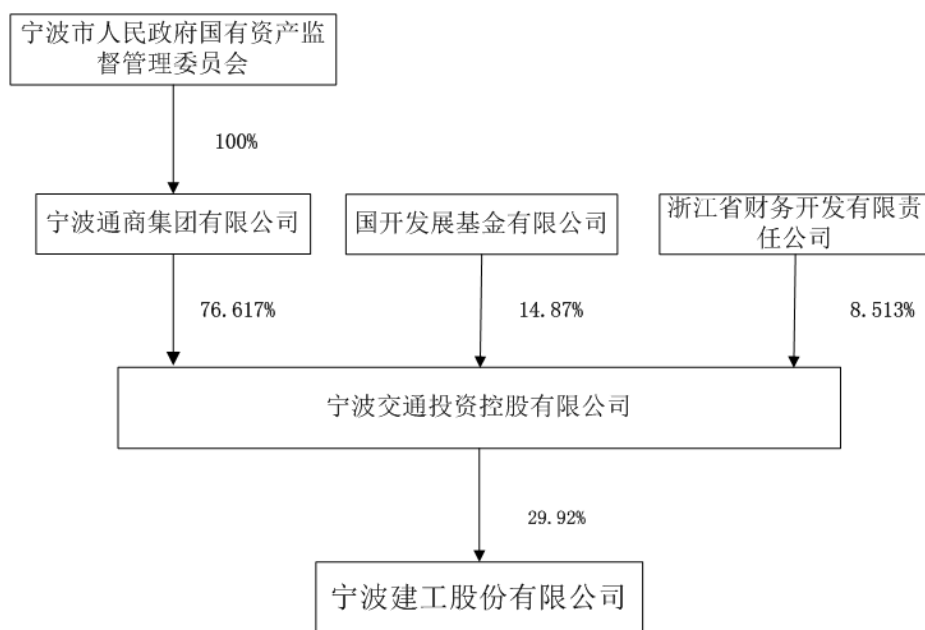 宁波市人民政府国有资产监
督管理委员会
100%
宁波通商集团有限公司
国开发展基金有限公司
浙江省财务开发有限责
任公司
76.617%
14.87%
8.513%
宁波交通投资控股有限公司
29.92%
宁波建工股份有限公司